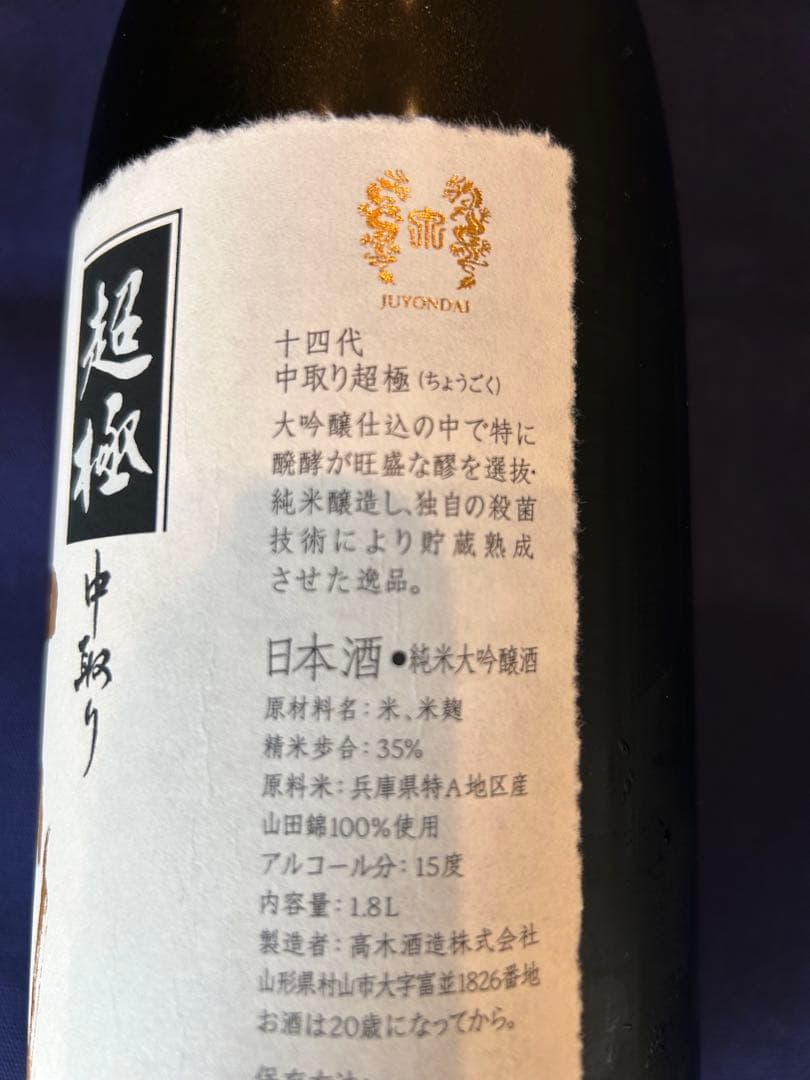 超極
中取り
JUYONDAI
十四代
中取り超極(ちょうごく)
大吟醸仕込の中で特に
醗酵が旺盛な醪を選抜・
純米醸造し、独自の殺菌
技術により貯蔵熟成
させた逸品。
日本酒●純米大吟醸酒
原材料名:米、米麹
精米歩合:35%
原料米:兵庫県特A地区産
山田錦100%使用
アルコール分:15度
内容量:1.8L
製造者:高木酒造株式会社
山形県村山市大字富並1826番地
お酒は20歳になってから。